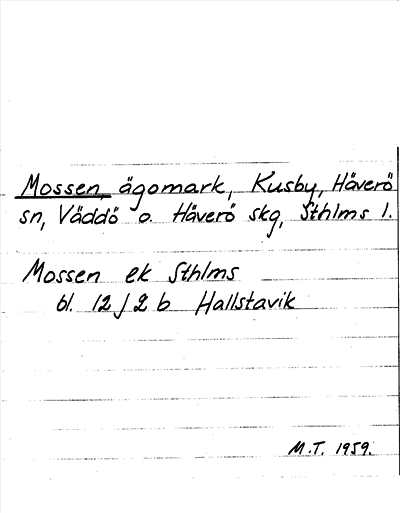 Mossen, ägomark, Kusby, Häverö
sn, Väddö o. Häverö skg, Sthlms l.
Mossen ek Sthlms
bl. 12 J 2 b Hallstavik
M.T. 1959.